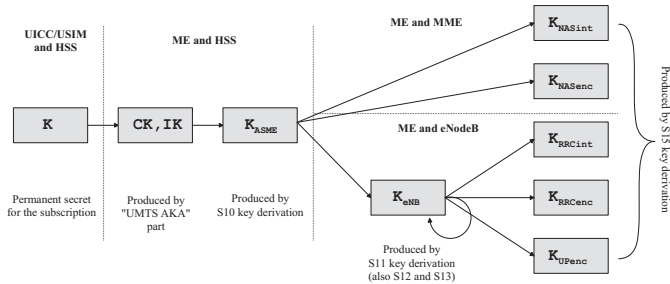 UICC/USIM
and HSS
ME and HSS
ME and MME
K
CK,IK
K_ASME
K_NASint
K_NASenc
ME and eNodeB
K_RRCint
K_eNB
K_RRCenc
K_UPenc
Permanent secret
for the subscription
Produced by
"UMTS AKA"
part
Produced by
S10 key derivation
Produced by
S11 key derivation
(also S12 and S13)
Produced by S15 key derivation